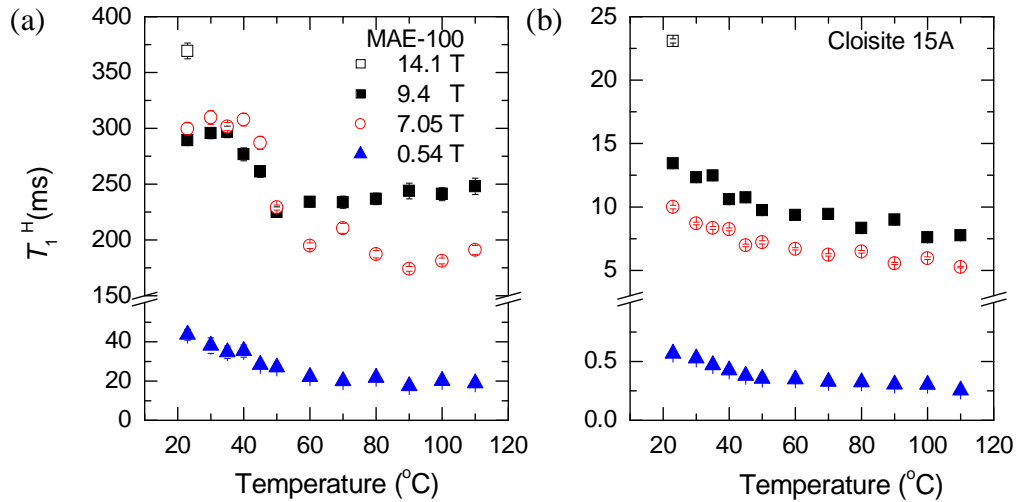 (a)
MAE-100
14.1 T
9.4 T
7.05 T
0.54 T
T₁ᴴ(ms)
400
350
300
250
200
150
40
20
0
20 40 60 80 100 120
Temperature (°C)
(b)
Cloisite 15A
25
20
15
10
5
0.5
0.0
20 40 60 80 100 120
Temperature (°C)